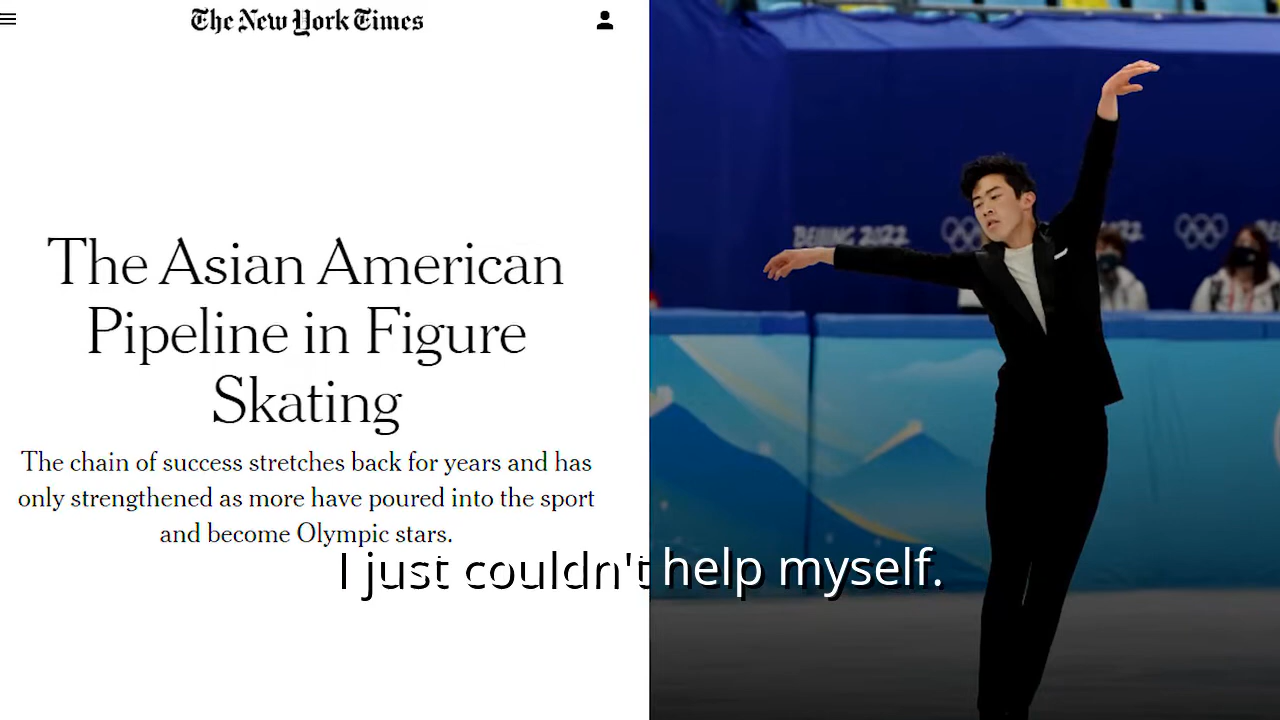 The New York Times
The Asian American
Pipeline in Figure
Skating
The chain of success stretches back for years and has
only strengthened as more have poured into the sport
and become Olympic stars.
BEIJING 2022
I just couldn't help myself.